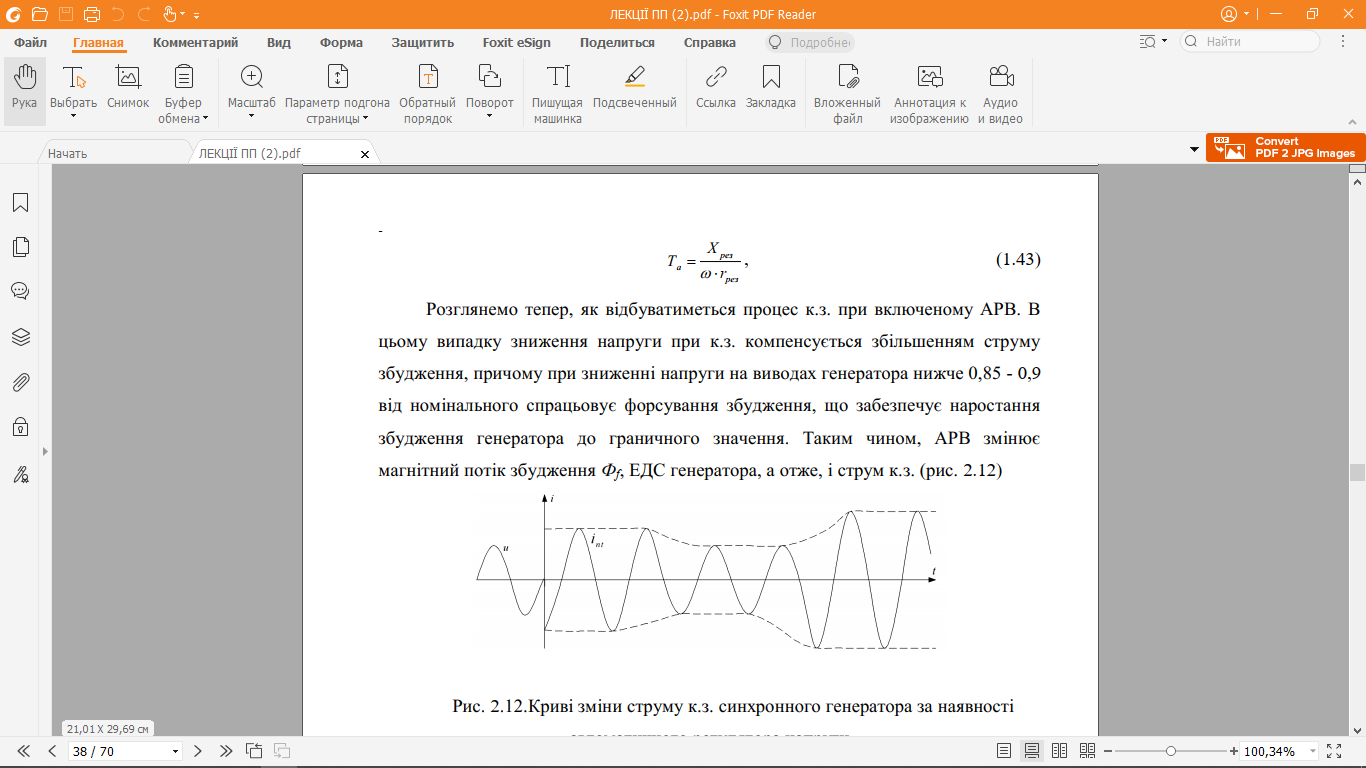 ЛЕКЦІЇ ПП (2).pdf - Foxit PDF Reader
Файл Главная Комментарий Вид Форма Защитить Foxit eSign Поделиться Справка Подробнее Найти
Рука Выбрать Снимок Буфер обмена Масштаб Параметр подгона страницы Обратный порядок Поворот Пишущая машинка Подсвеченный Ссылка Закладка Вложенный файл Аннотация к изображению Аудио и видео
Начать ЛЕКЦІЇ ПП (2).pdf
Convert
PDF 2 JPG Images
-
T_a = X_рез / (ω · r_рез), (1.43)
Розглянемо тепер, як відбуватиметься процес к.з. при включеному АРВ. В
цьому випадку зниження напруги при к.з. компенсується збільшенням струму
збудження, причому при зниженні напруги на виводах генератора нижче 0,85 - 0,9
від номінального спрацьовує форсування збудження, що забезпечує наростання
збудження генератора до граничного значення. Таким чином, АРВ змінює
магнітний потік збудження Φ_f, ЕДС генератора, а отже, і струм к.з. (рис. 2.12)
i
u
i_nt
t
Рис. 2.12.Криві зміни струму к.з. синхронного генератора за наявності
21,01 X 29,69 см
38 / 70
100,34%